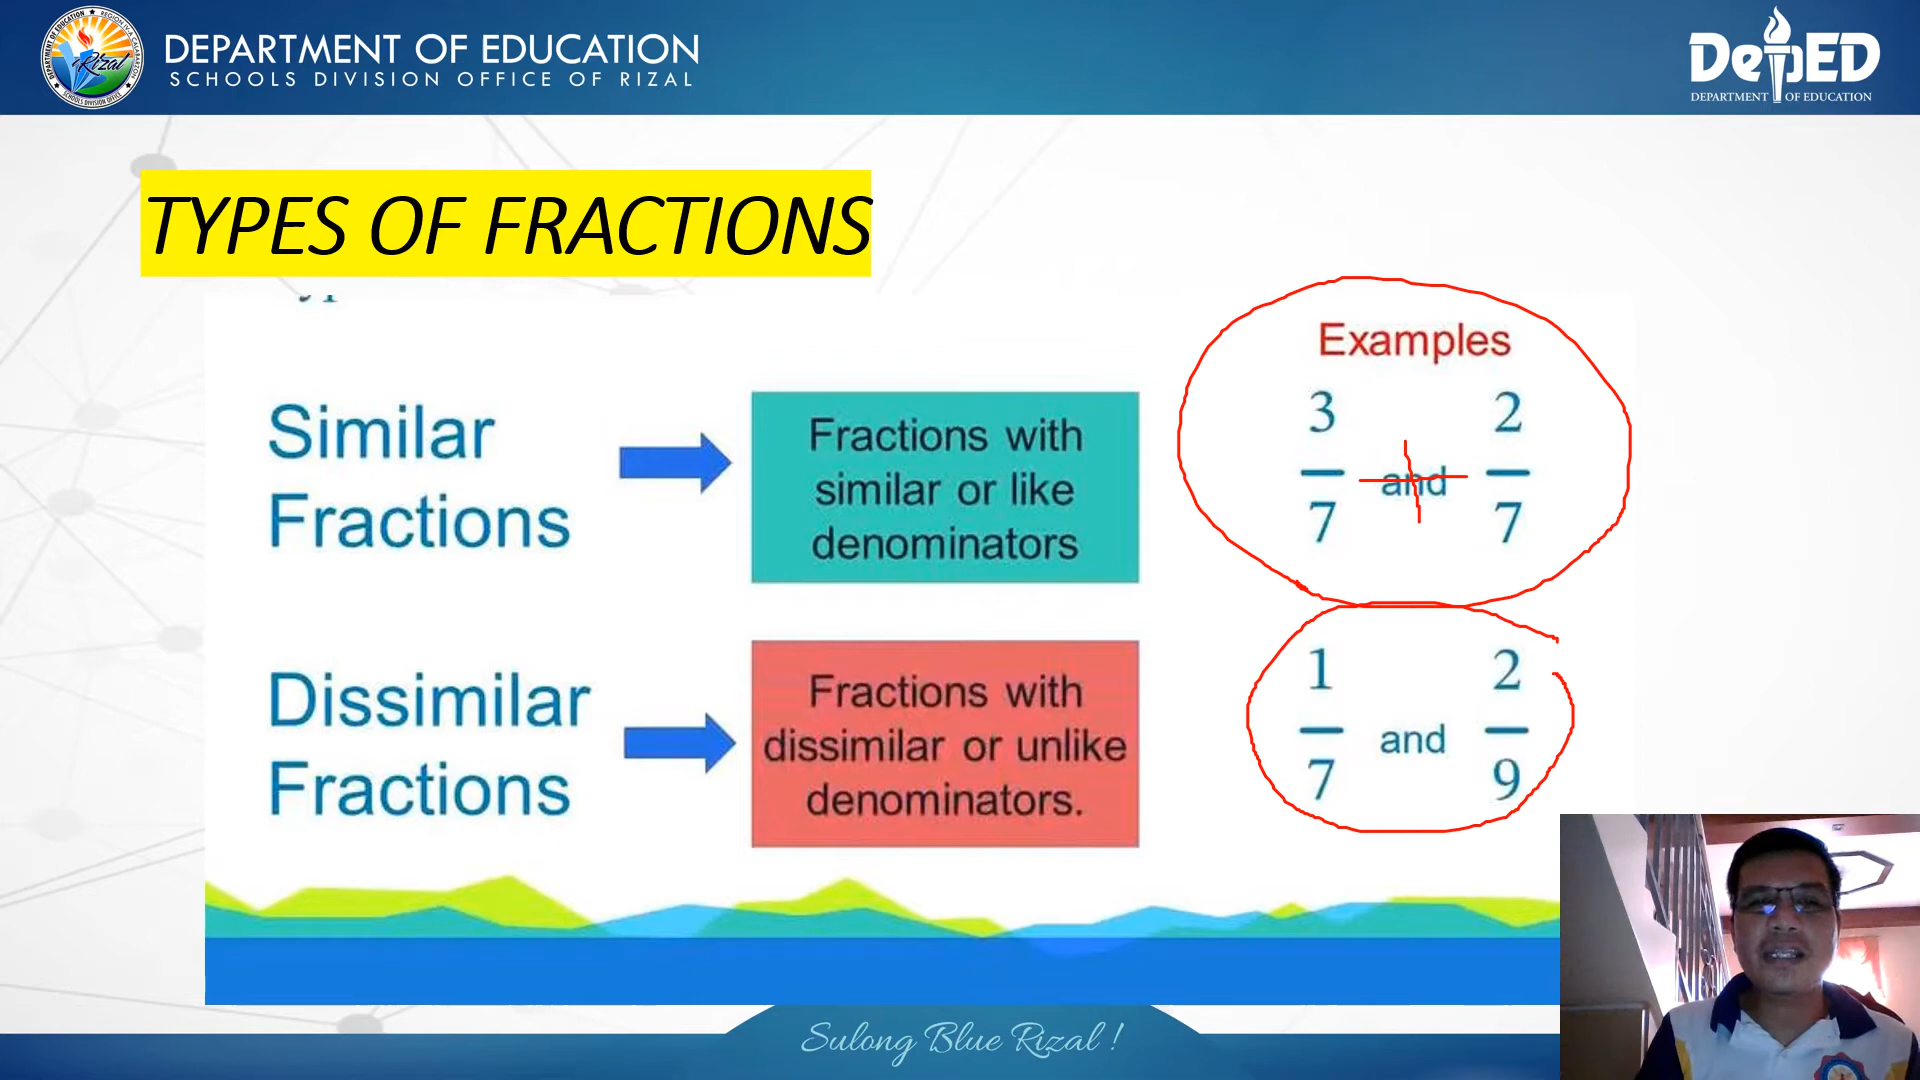 DEPARTMENT OF EDUCATION
SCHOOLS DIVISION OFFICE OF RIZAL
Rizal
DepED
DEPARTMENT OF EDUCATION
TYPES OF FRACTIONS
Examples
Similar
Fractions
Fractions with
similar or like
denominators
3/7 and 2/7
Dissimilar
Fractions
Fractions with
dissimilar or unlike
denominators.
1/7 and 2/9
Sulong Blue Rizal !